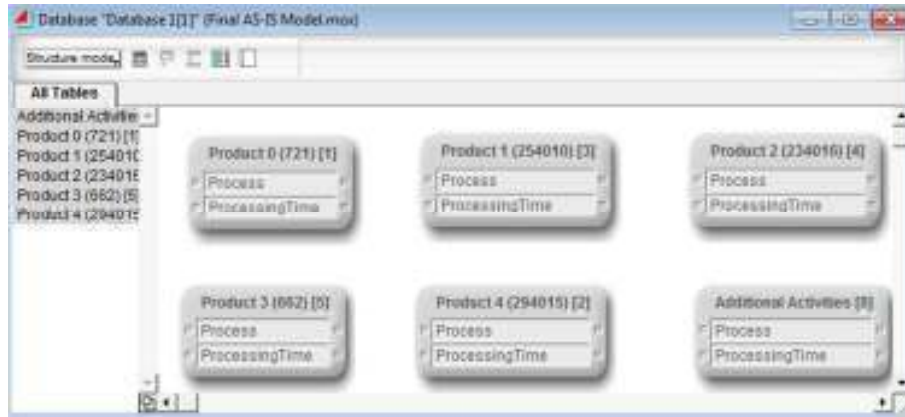 Database "Database 1[1]" (Final AS-IS Model.mox)
Structure mode
All Tables
Additional Activitie
Product 0 (721) [1]
Product 1 (254010
Product 2 (234016
Product 3 (662) [5]
Product 4 (294015
Product 0 (721) [1]
Process
ProcessingTime
Product 1 (254010) [3]
Process
ProcessingTime
Product 2 (234016) [4]
Process
ProcessingTime
Product 3 (662) [5]
Process
ProcessingTime
Product 4 (294015) [2]
Process
ProcessingTime
Additional Activities [8]
Process
ProcessingTime